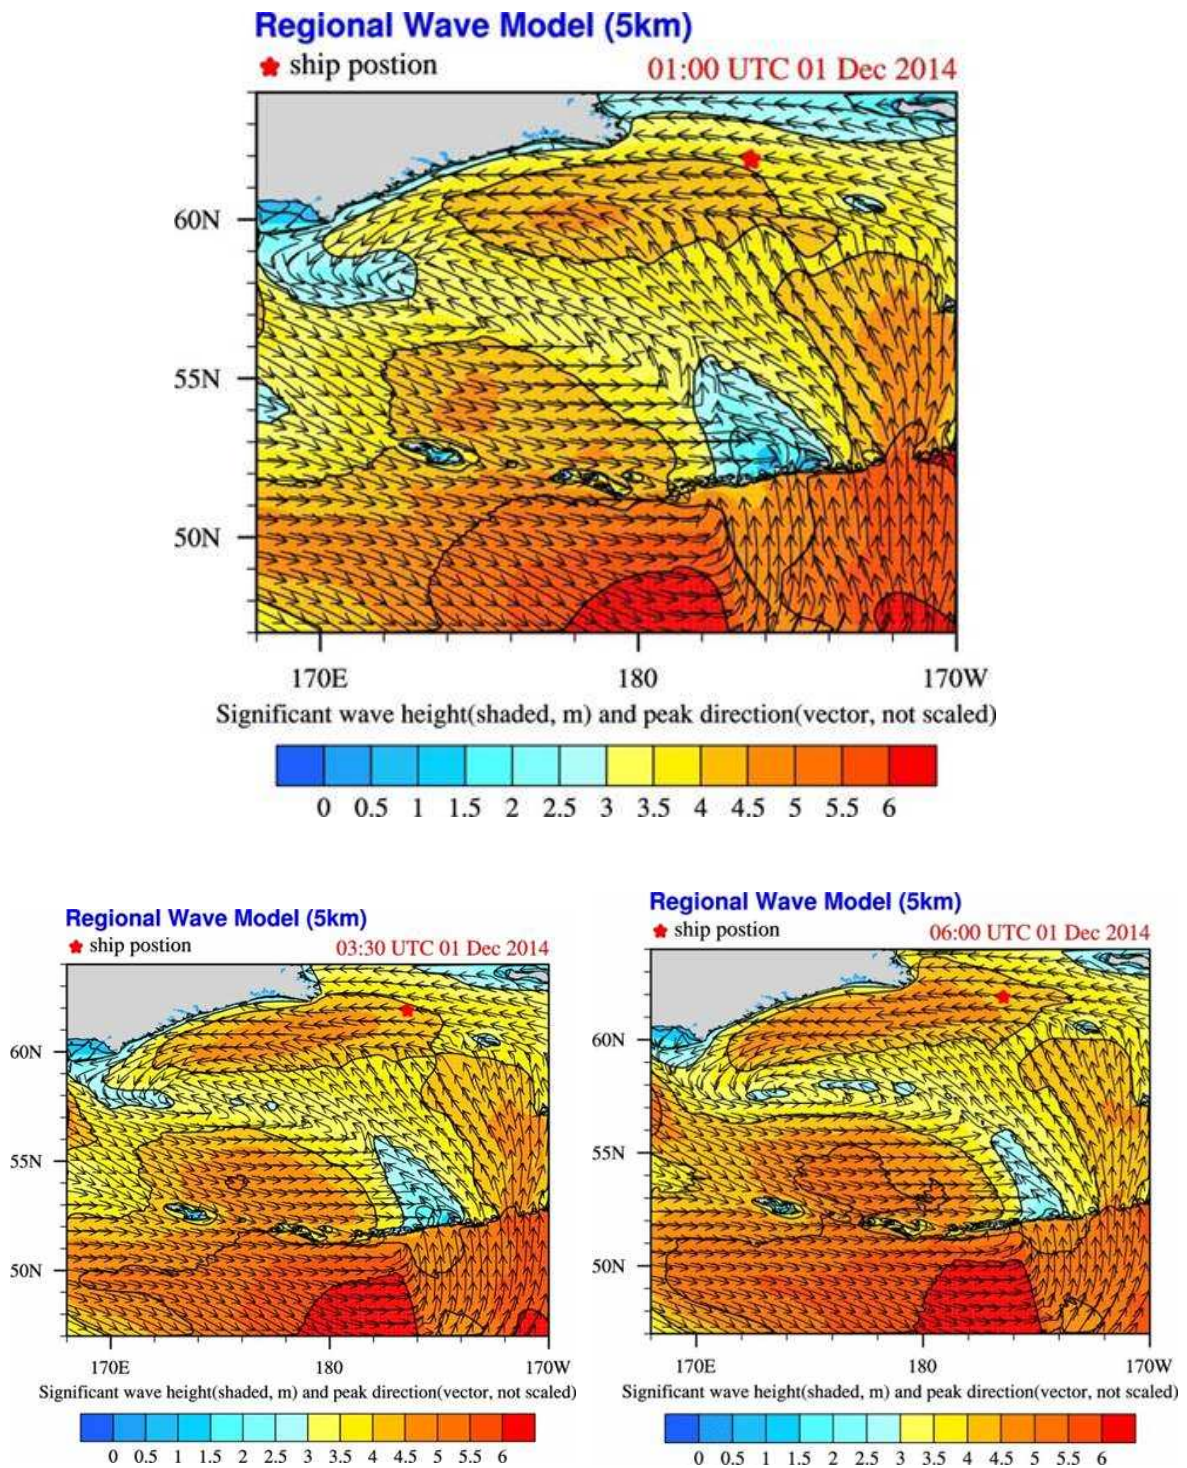 Regional Wave Model (5km)
ship postion 01:00 UTC 01 Dec 2014
60N
55N
50N
170E 180 170W
Significant wave height(shaded, m) and peak direction(vector, not scaled)
0 0.5 1 1.5 2 2.5 3 3.5 4 4.5 5 5.5 6
Regional Wave Model (5km)
ship postion 03:30 UTC 01 Dec 2014
60N
55N
50N
170E 180 170W
Significant wave height(shaded, m) and peak direction(vector, not scaled)
0 0.5 1 1.5 2 2.5 3 3.5 4 4.5 5 5.5 6
Regional Wave Model (5km)
ship postion 06:00 UTC 01 Dec 2014
60N
55N
50N
170E 180 170W
Significant wave height(shaded, m) and peak direction(vector, not scaled)
0 0.5 1 1.5 2 2.5 3 3.5 4 4.5 5 5.5 6